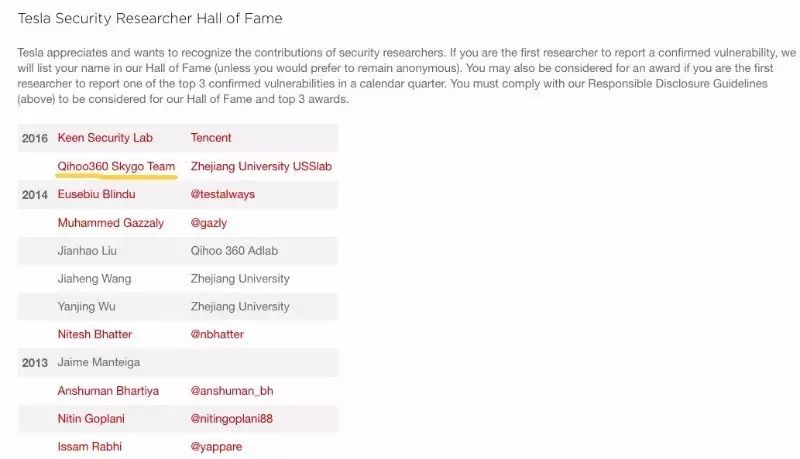 Tesla Security Researcher Hall of Fame
Tesla appreciates and wants to recognize the contributions of security researchers. If you are the first researcher to report a confirmed vulnerability, we
will list your name in our Hall of Fame (unless you would prefer to remain anonymous). You may also be considered for an award if you are the first
researcher to report one of the top 3 confirmed vulnerabilities in a calendar quarter. You must comply with our Responsible Disclosure Guidelines
(above) to be considered for our Hall of Fame and top 3 awards.
2016 Keen Security Lab Tencent
Qihoo360 Skygo Team Zhejiang University USSlab
2014 Eusebiu Blindu @testalways
Muhammed Gazzaly @gazly
Jianhao Liu Qihoo 360 Adlab
Jiaheng Wang Zhejiang University
Yanjing Wu Zhejiang University
Nitesh Bhatter @nbhatter
2013 Jaime Manteiga
Anshuman Bhartiya @anshuman_bh
Nitin Goplani @nitingoplani88
Issam Rabhi @yappare